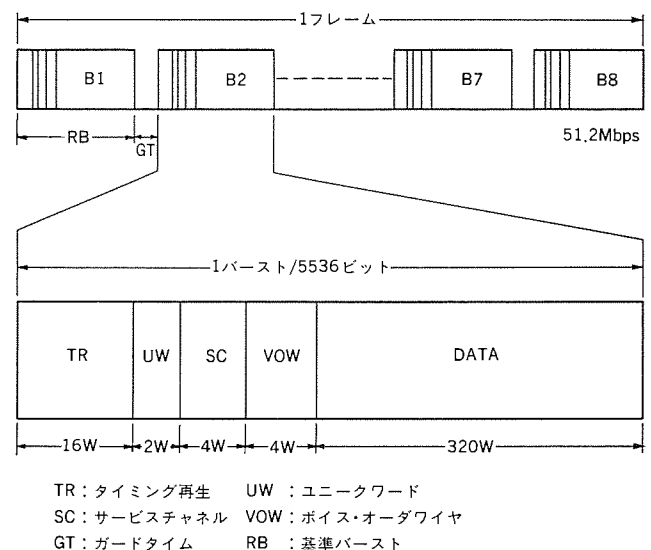 1フレーム
B1
B2
B7
B8
RB
GT
51.2Mbps
1バースト/5536ビット
TR
UW
SC
VOW
DATA
16W
2W
4W
4W
320W
TR：タイミング再生 UW：ユニークワード
SC：サービスチャネル VOW：ボイス・オーダワイヤ
GT：ガードタイム RB：基準バースト